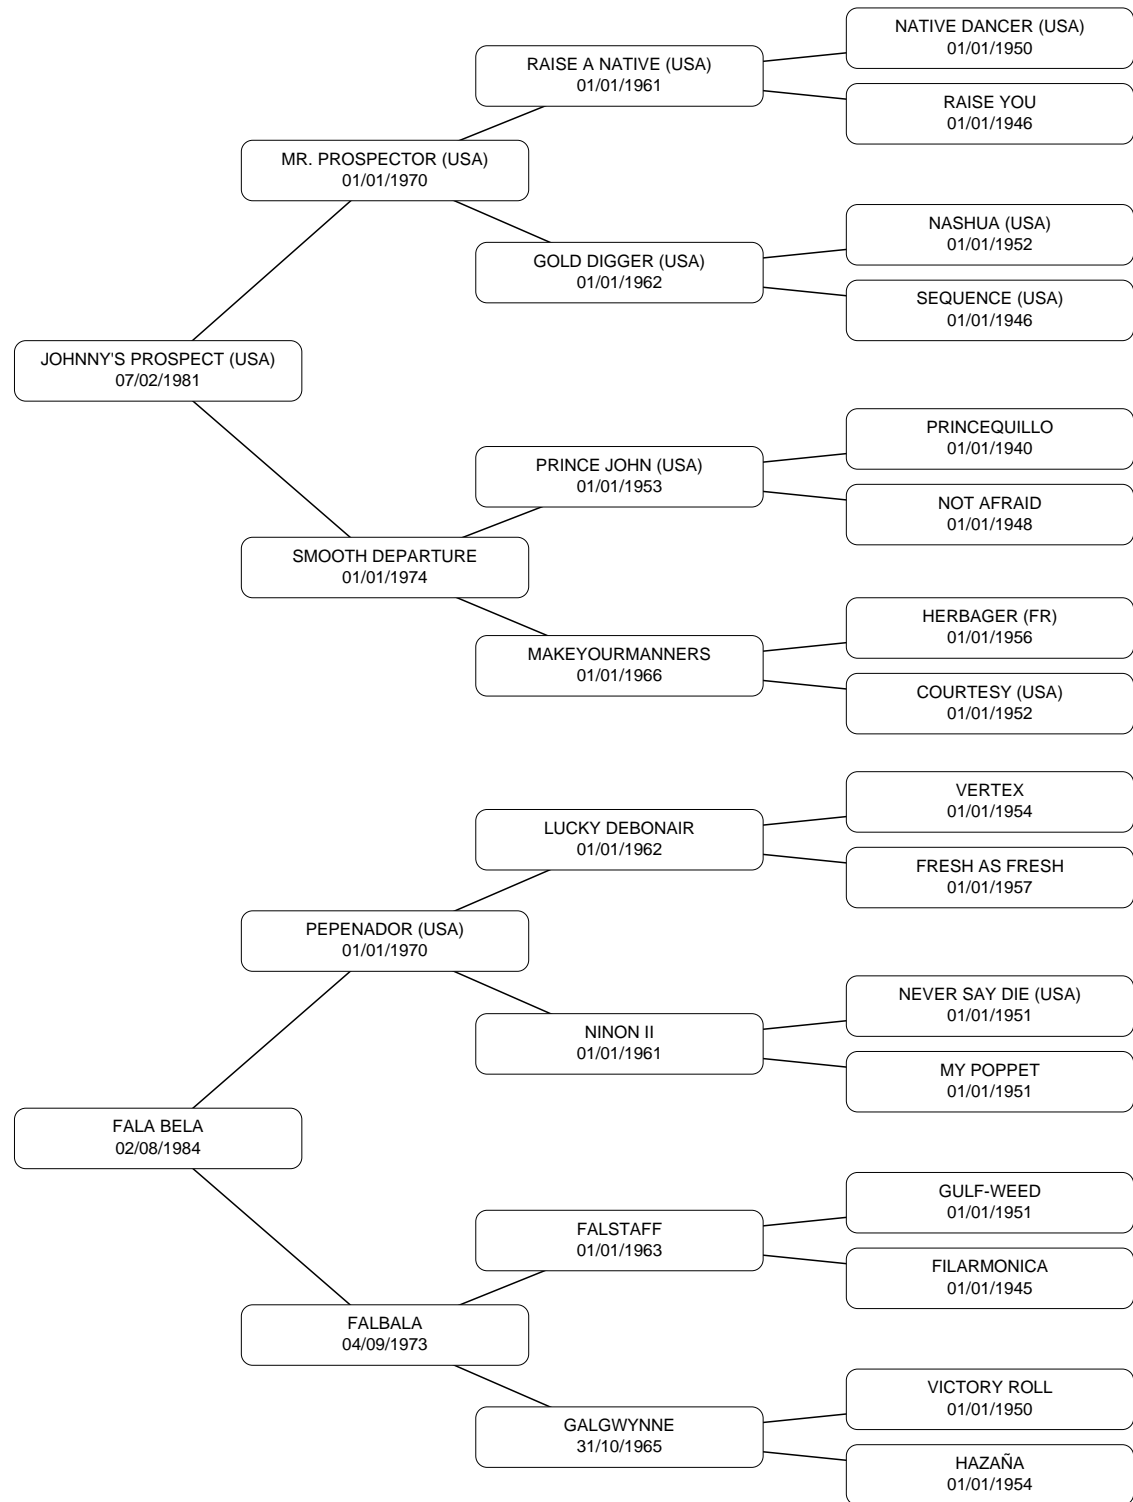 NATIVE DANCER (USA)
01/01/1950
RAISE A NATIVE (USA)
01/01/1961
RAISE YOU
01/01/1946
MR. PROSPECTOR (USA)
01/01/1970
NASHUA (USA)
01/01/1952
GOLD DIGGER (USA)
01/01/1962
SEQUENCE (USA)
01/01/1946
JOHNNY'S PROSPECT (USA)
07/02/1981
PRINCEQUILLO
01/01/1940
PRINCE JOHN (USA)
01/01/1953
NOT AFRAID
01/01/1948
SMOOTH DEPARTURE
01/01/1974
HERBAGER (FR)
01/01/1956
MAKEYOURMANNERS
01/01/1966
COURTESY (USA)
01/01/1952
VERTEX
01/01/1954
LUCKY DEBONAIR
01/01/1962
FRESH AS FRESH
01/01/1957
PEPENADOR (USA)
01/01/1970
NEVER SAY DIE (USA)
01/01/1951
NINON II
01/01/1961
MY POPPET
01/01/1951
FALA BELA
02/08/1984
GULF-WEED
01/01/1951
FALSTAFF
01/01/1963
FILARMONICA
01/01/1945
FALBALA
04/09/1973
VICTORY ROLL
01/01/1950
GALGWYNNE
31/10/1965
HAZAÑA
01/01/1954